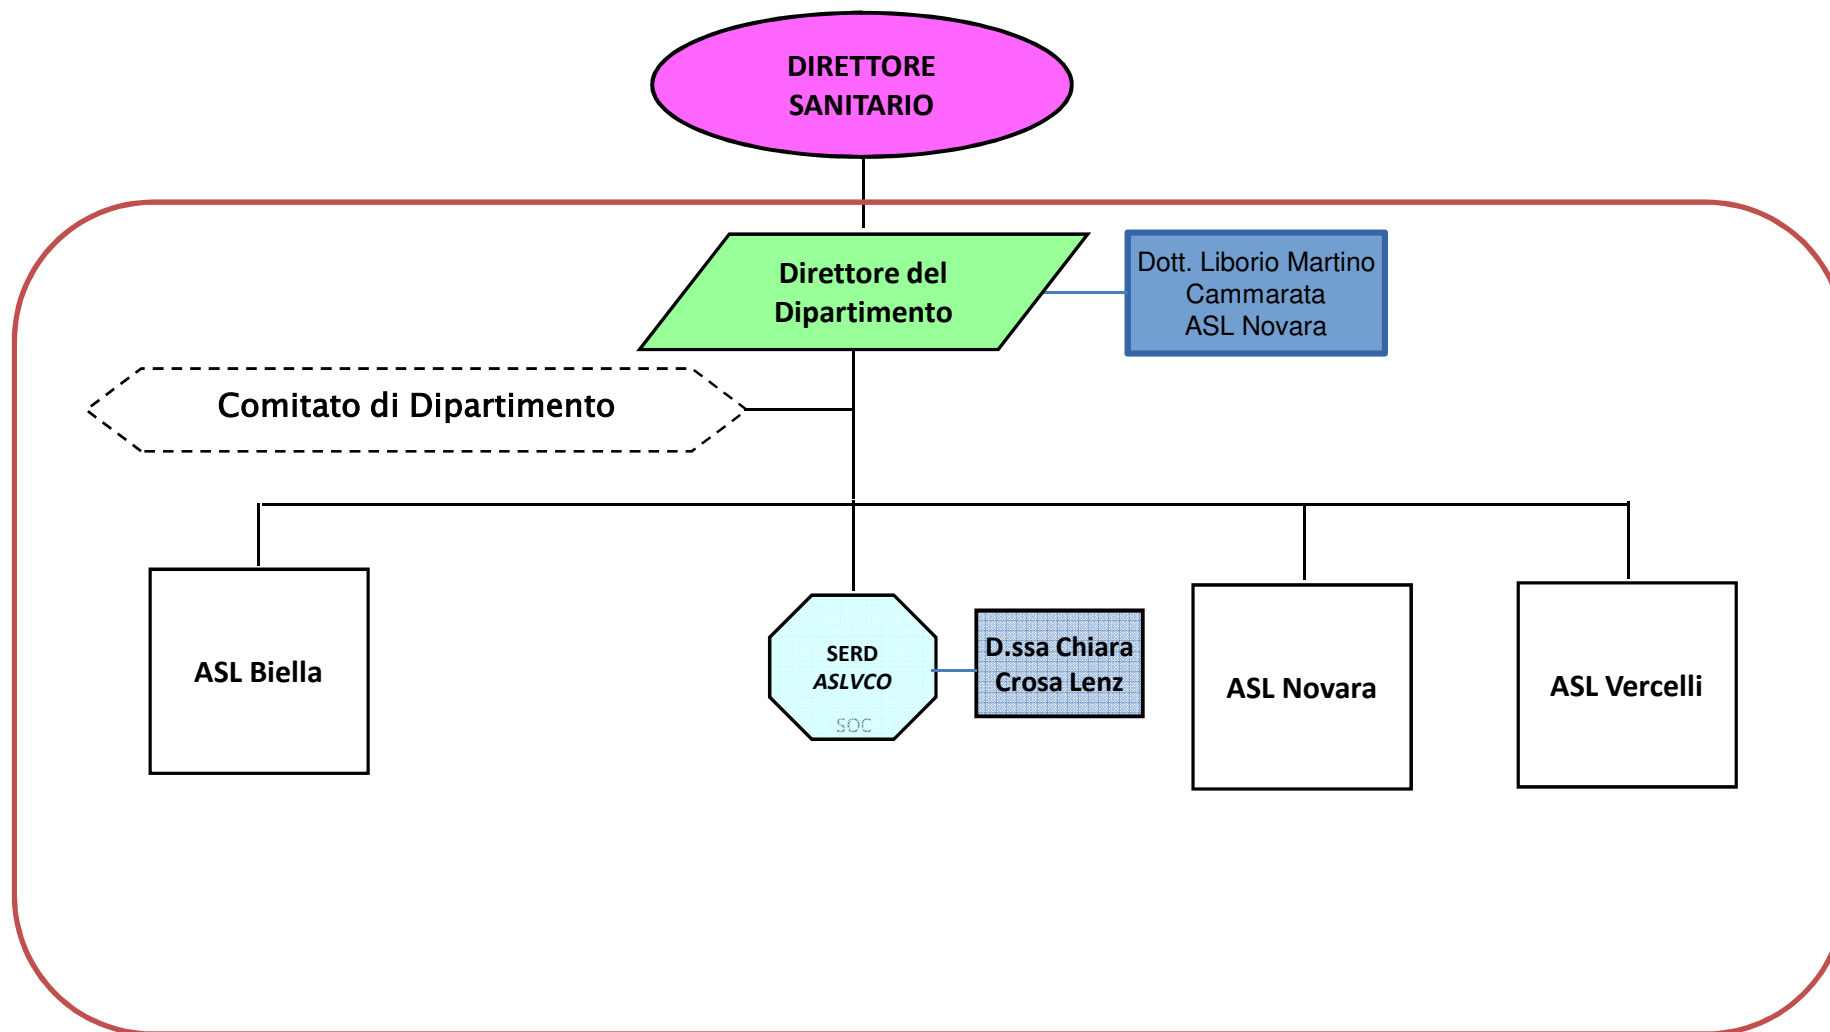 DIRETTORE
SANITARIO
Direttore del
Dipartimento
Dott. Liborio Martino
Cammarata
ASL Novara
Comitato di Dipartimento
ASL Biella
SERD
ASLVCO
SOC
D.ssa Chiara
Crosa Lenz
ASL Novara
ASL Vercelli